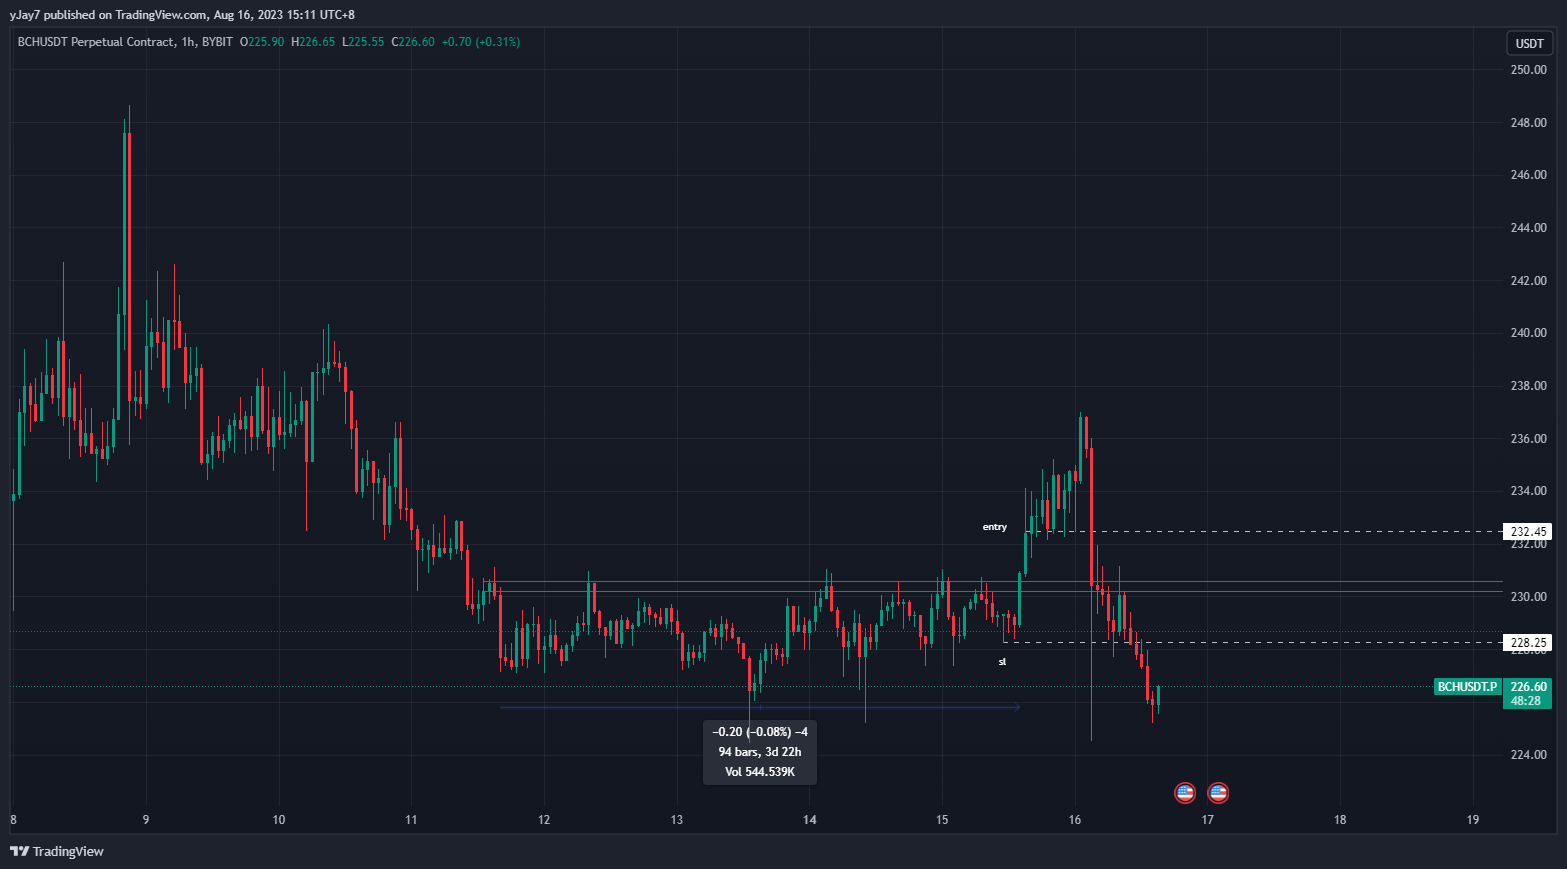 yJay7 published on TradingView.com, Aug 16, 2023 15:11 UTC+8
BCHUSDT Perpetual Contract, 1h, BYBIT O225.90 H226.65 L225.55 C226.60 +0.70 (+0.31%)
USDT
250.00
248.00
246.00
244.00
242.00
240.00
238.00
236.00
234.00
entry
232.45
232.00
230.00
228.25
228.00
sl
BCHUSDT.P 226.60
48:28
−0.20 (−0.08%) −4
94 bars, 3d 22h
Vol 544.539K
224.00
8 9 10 11 12 13 14 15 16 17 18 19
TradingView